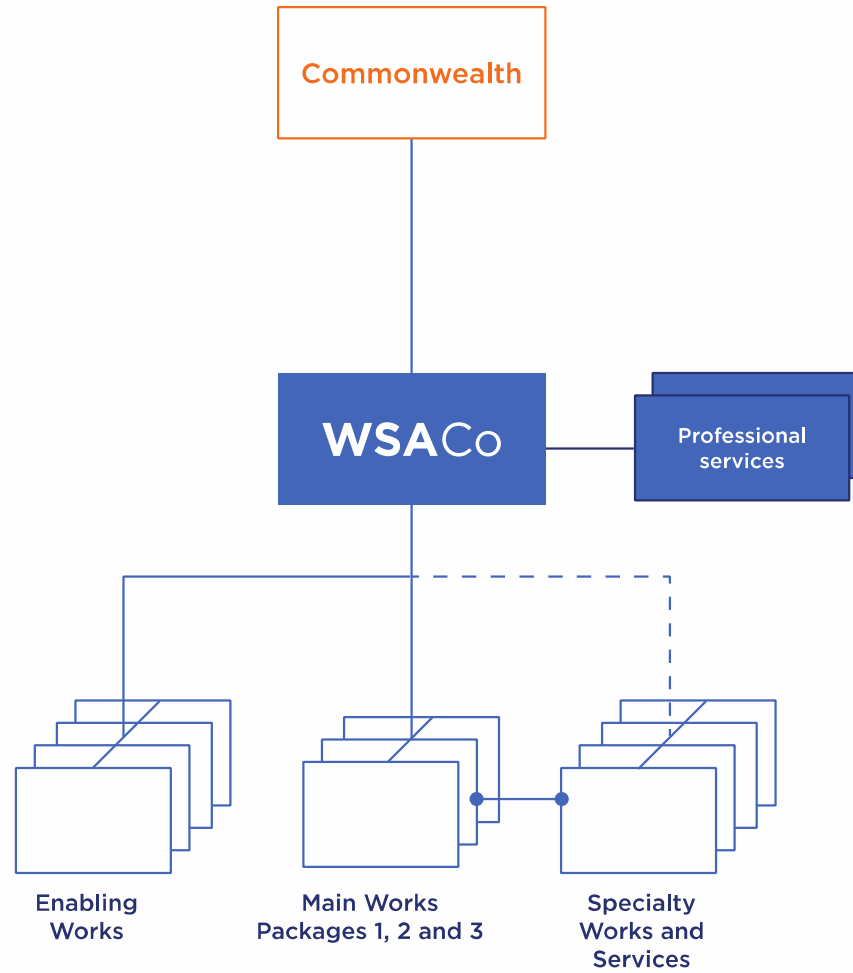 Commonwealth
WSACo
Professional
services
Enabling
Works
Main Works
Packages 1, 2 and 3
Specialty
Works and
Services